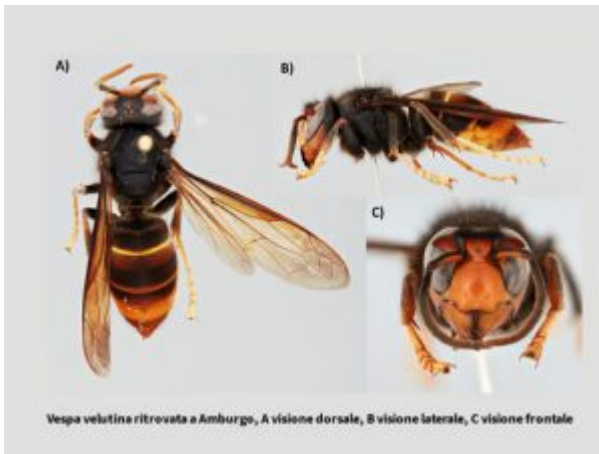 A)
B)
C)
Vespa velutina ritrovata a Amburgo, A visione dorsale, B visione laterale, C visione frontale